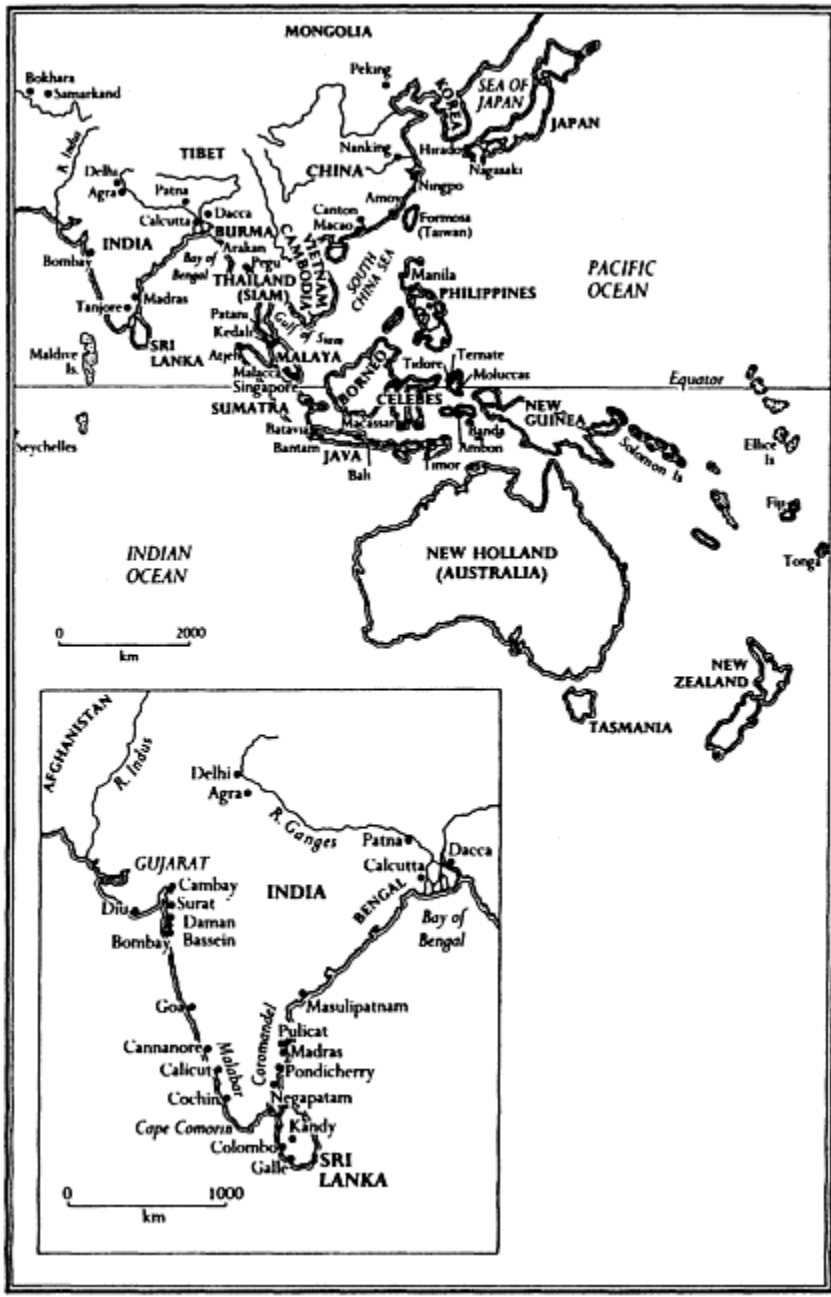 MONGOLIA
Bokhara
Samarkand
Peking
KOREA
SEA OF
JAPAN
JAPAN
R. Indus
TIBET
Nanking
Hirado
Nagasaki
CHINA
Ningpo
Delhi
Agra
Patna
Dacca
Calcutta
BURMA
Amoy
Canton
Macao
Formosa
(Taiwan)
INDIA
Arakan
Bombay
Bay of
Bengal
Pegu
VIETNAM
CAMBODIA
THAILAND
(SIAM)
SOUTH
CHINA SEA
Manila
PHILIPPINES
PACIFIC
OCEAN
Madras
Tanjore
Patani
Kedah
Gulf of Siam
SRI
LANKA
Maldive
Is.
Atjeh
MALAYA
Malacca
Singapore
BORNEO
Tidore
Ternate
Moluccas
Equator
SUMATRA
CELEBES
NEW
GUINEA
Macassar
Banda
Seychelles
Batavia
Bantam
JAVA
Bali
Timor
Ambon
Solomon Is
Ellice
Is
Fiji
Tonga
INDIAN
OCEAN
NEW HOLLAND
(AUSTRALIA)
0 2000
km
NEW
ZEALAND
TASMANIA
AFGHANISTAN
R. Indus
Delhi
Agra
R. Ganges
Patna
Dacca
Calcutta
GUJARAT
Cambay
INDIA
BENGAL
Diu
Surat
Daman
Bombay
Bassein
Bay of
Bengal
Goa
Masulipatnam
Coromandel
Pulicat
Cannanore
Malabar
Madras
Calicut
Pondicherry
Cochin
Negapatam
Cape Comorin
Kandy
Colombo
Galle
SRI
LANKA
0 1000
km